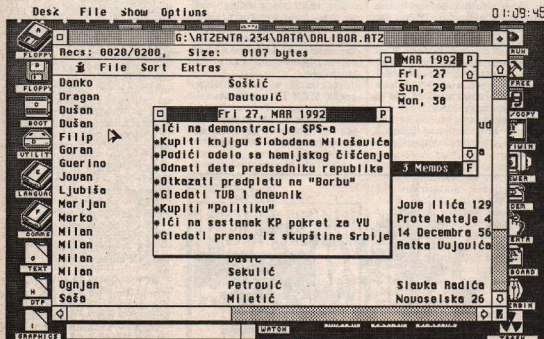 Desk File Show Options 01:09:45
G:\ATZENTA.234\DATA\DALIBOR.ATZ
Recs: 0020/0200, Size: 0107 bytes
File Sort Extras
MAR 1992 P
Fri, 27
Sun, 29
Mon, 30
3 Memos F
Danko Šoškić
Dragan Dautović
Dušan
Dušan
Filip
Goran
Guerino
Jovan
Ljubiša
Marijan
Marko
Milan
Milan
Milan
Milan Sekulić
Ognjan Petrović Slavka Radića
Saša Miletić Novoselska 26
Fri 27, MAR 1992 P
*Ići na demonstracije SPS-a
*Kupiti knjigu Slobodana Miloševića
*Podići odelo sa hemijskog čišćenja
*Odneti dete predsedniku republike
*Otkazati predplatu na "Borbu"
*Gledati TVB 1 dnevnik
*Kupiti "Politiku"
*Ići na sastanak KP pokret za YU
*Gledati prenos iz skupštine Srbije
Jove Ilića 129
Prote Mateje 4
14 Decembra 56
Ratka Vujovića
FLOPPY
FLOPPY
BOOT
UTILIT
LANGUAG
COMMS
TEXT
DTP
GRAPHICS
WATCH